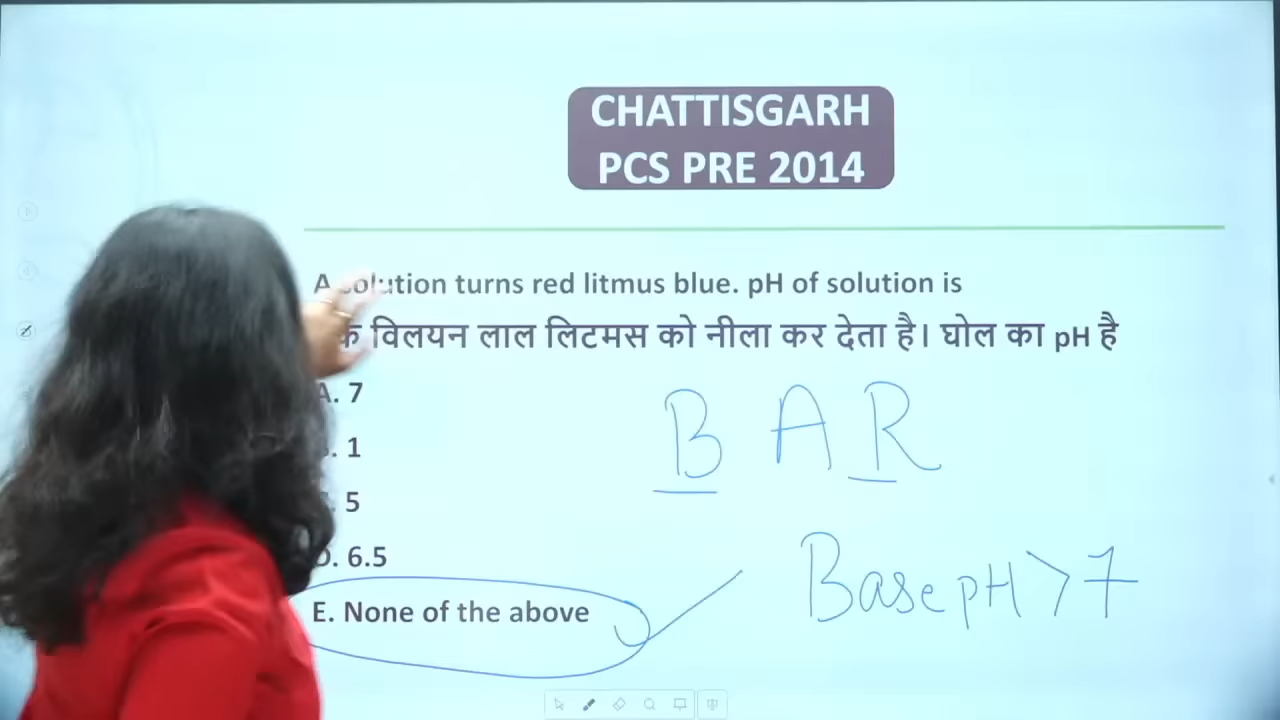 CHATTISGARH
PCS PRE 2014
A solution turns red litmus blue. pH of solution is
विलयन लाल लिटमस को नीला कर देता है। घोल का pH है
A. 7
. 1
. 5
D. 6.5
E. None of the above
B A R
Base pH > 7